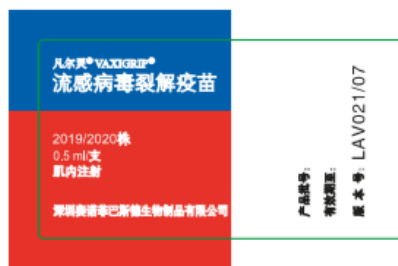 凡尔灵® VAXIGRIP®
流感病毒裂解疫苗
2019/2020株
0.5 ml/支
肌内注射
深圳赛诺菲巴斯德生物制品有限公司
产品批号：
有效期至：
版 本 号：LAV021/07